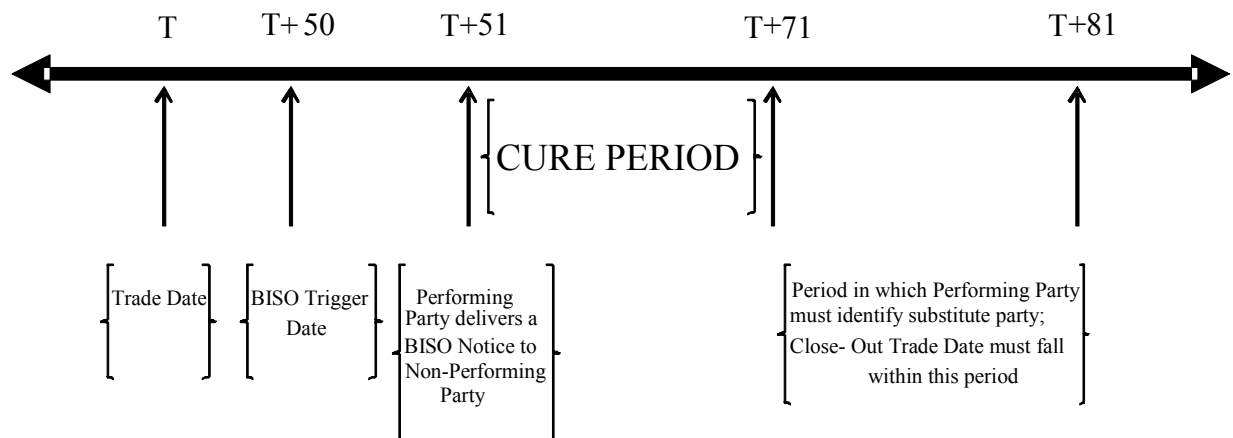 T T+ 50 T+51 T+71 T+81
CURE PERIOD
Trade Date
BISO Trigger
Date
Performing
Party delivers a
BISO Notice to
Non-Performing
Party
Period in which Performing Party
must identify substitute party;
Close- Out Trade Date must fall
within this period